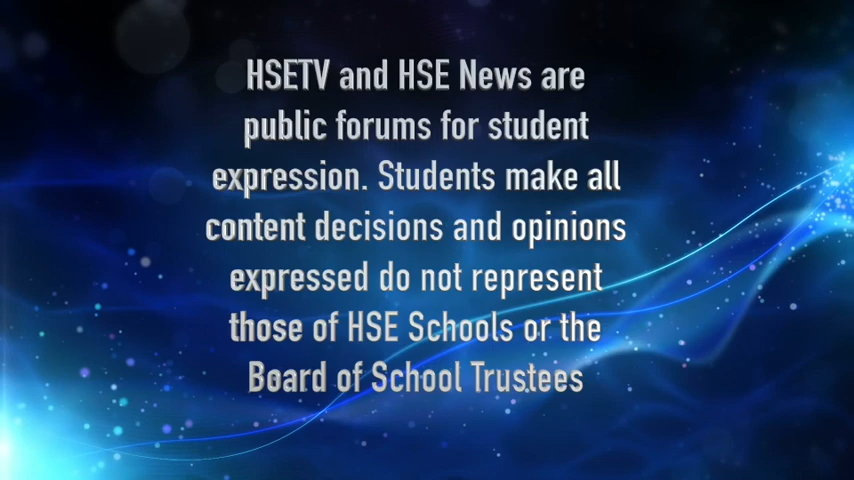 HSETV and HSE News are
public forums for student
expression. Students make all
content decisions and opinions
expressed do not represent
those of HSE Schools or the
Board of School Trustees